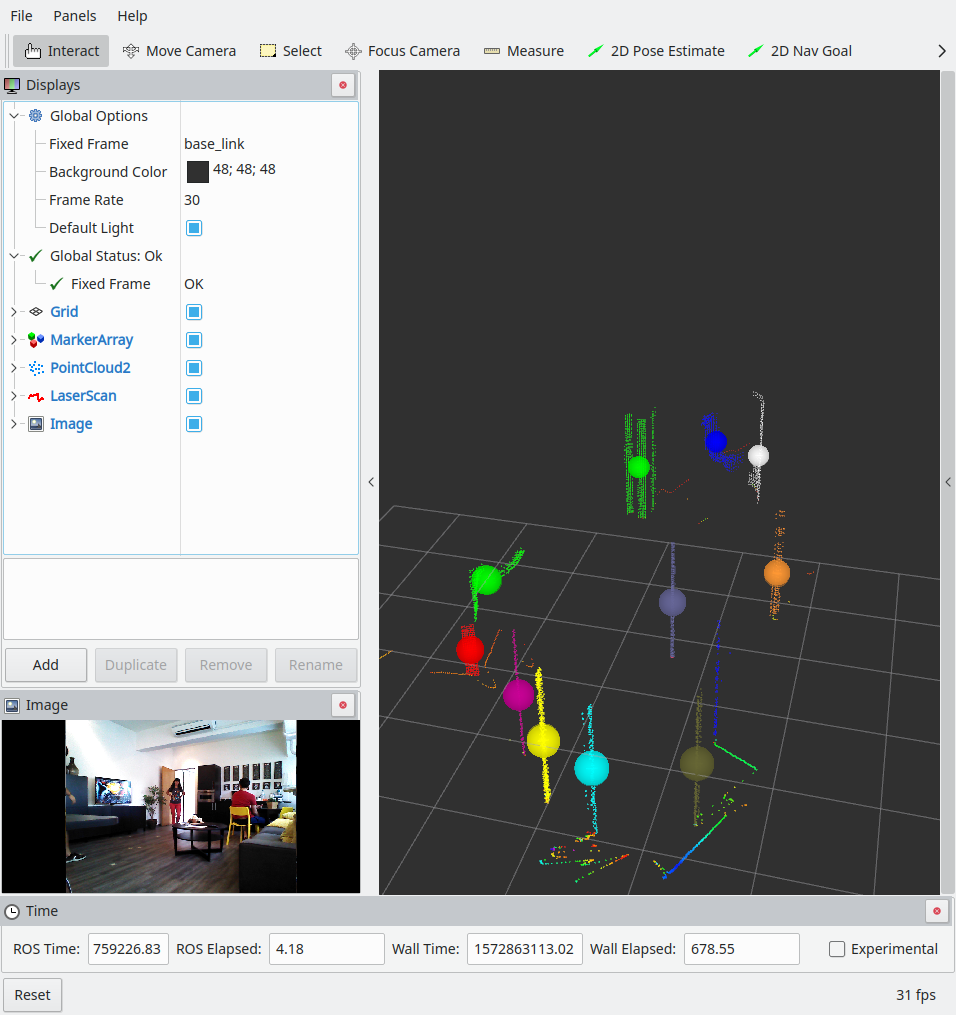 File Panels Help
Interact Move Camera Select Focus Camera Measure 2D Pose Estimate 2D Nav Goal
Displays
Global Options
Fixed Frame base_link
Background Color 48; 48; 48
Frame Rate 30
Default Light
Global Status: Ok
Fixed Frame OK
Grid
MarkerArray
PointCloud2
LaserScan
Image
Add Duplicate Remove Rename
Image
Time
ROS Time: 759226.83 ROS Elapsed: 4.18 Wall Time: 1572863113.02 Wall Elapsed: 678.55 Experimental
Reset 31 fps